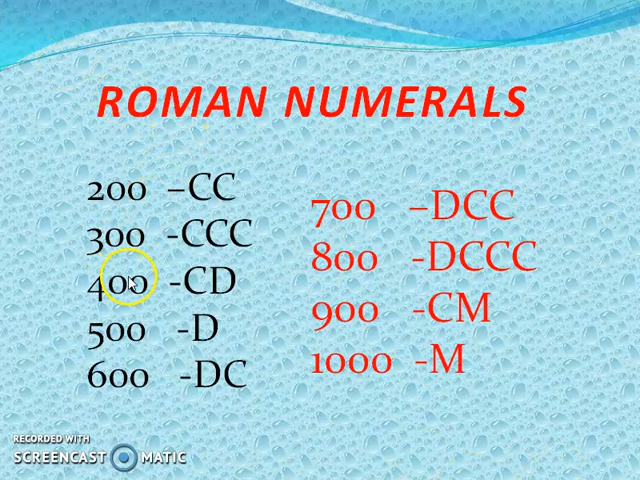 ROMAN NUMERALS
200 –CC
300 -CCC
400 -CD
500 -D
600 -DC
700 –DCC
800 -DCCC
900 -CM
1000 -M
RECORDED WITH
SCREENCAST MATIC